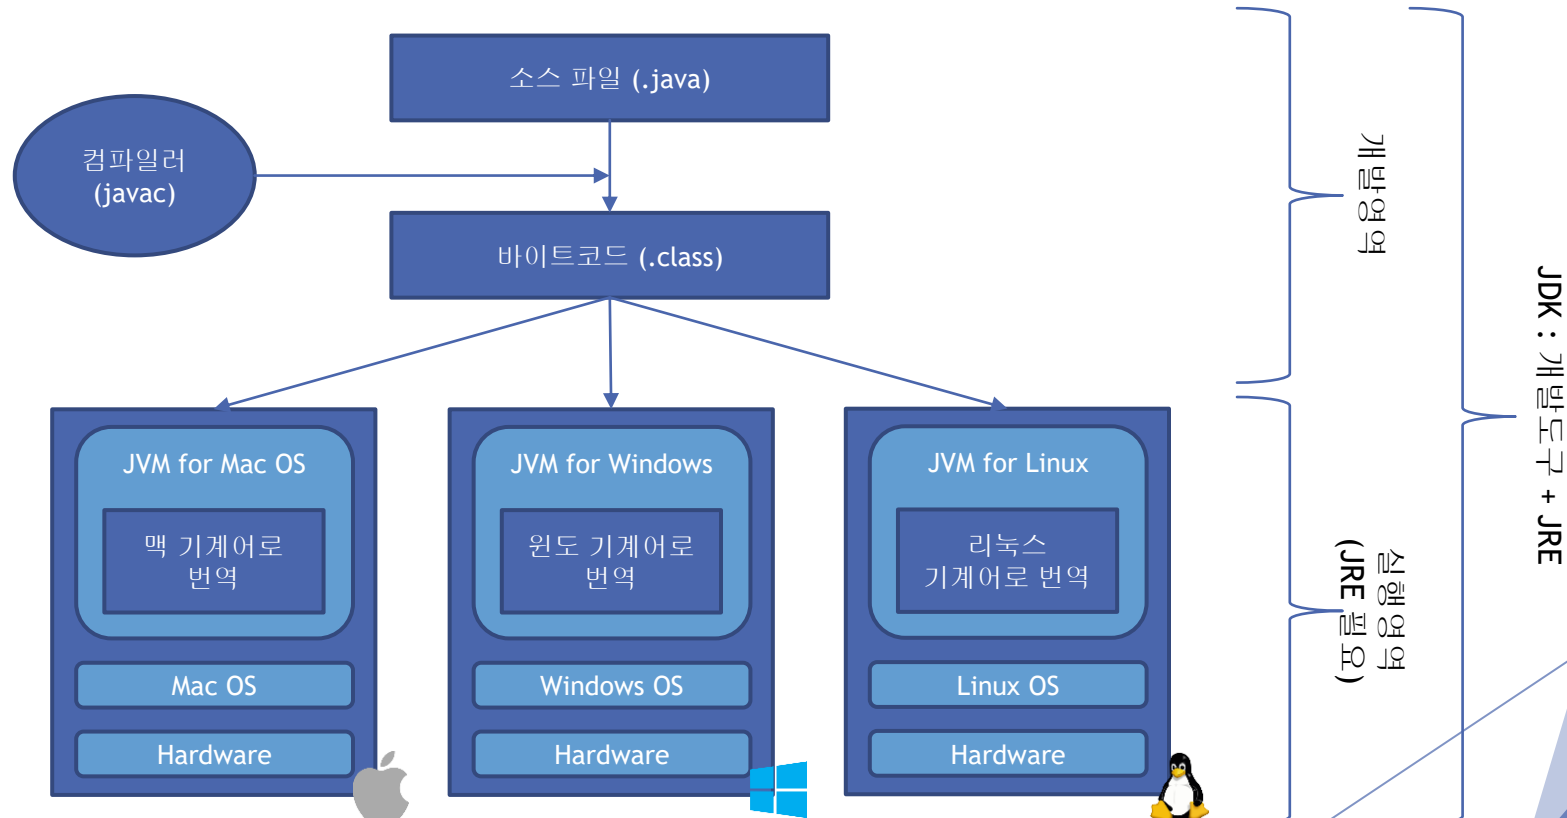 소스 파일 (.java)
컴파일러
(javac)
바이트코드 (.class)
JVM for Mac OS
맥 기계어로
번역
Mac OS
Hardware
JVM for Windows
윈도 기계어로
번역
Windows OS
Hardware
JVM for Linux
리눅스
기계어로 번역
Linux OS
Hardware
개발영역
실행영역
(JRE 필요)
JDK : 개발도구 + JRE